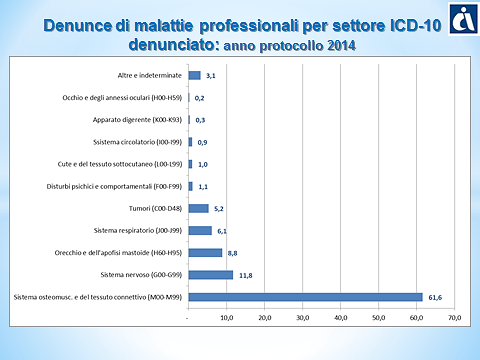 Denunce di malattie professionali per settore ICD-10
denunciato: anno protocollo 2014
Altre e indeterminate 3,1
Occhio e degli annessi oculari (H00-H59) 0,2
Apparato digerente (K00-K93) 0,3
Ssistema circolatorio (I00-I99) 0,9
Cute e del tessuto sottocutaneo (L00-L99) 1,0
Disturbi psichici e comportamentali (F00-F99) 1,1
Tumori (C00-D48) 5,2
Sistema respiratorio (J00-J99) 6,1
Orecchio e dell'apofisi mastoide (H60-H95) 8,8
Sistema nervoso (G00-G99) 11,8
Sistema osteomusc. e del tessuto connettivo (M00-M99) 61,6
- 10,0 20,0 30,0 40,0 50,0 60,0 70,0